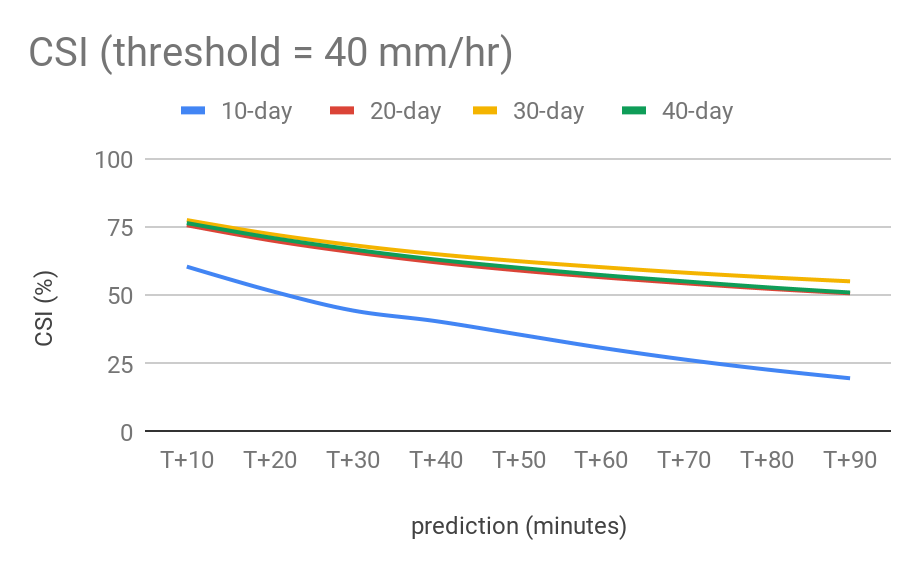 CSI (threshold = 40 mm/hr)
10-day 20-day 30-day 40-day
100
75
50
25
0
CSI (%)
T+10 T+20 T+30 T+40 T+50 T+60 T+70 T+80 T+90
prediction (minutes)